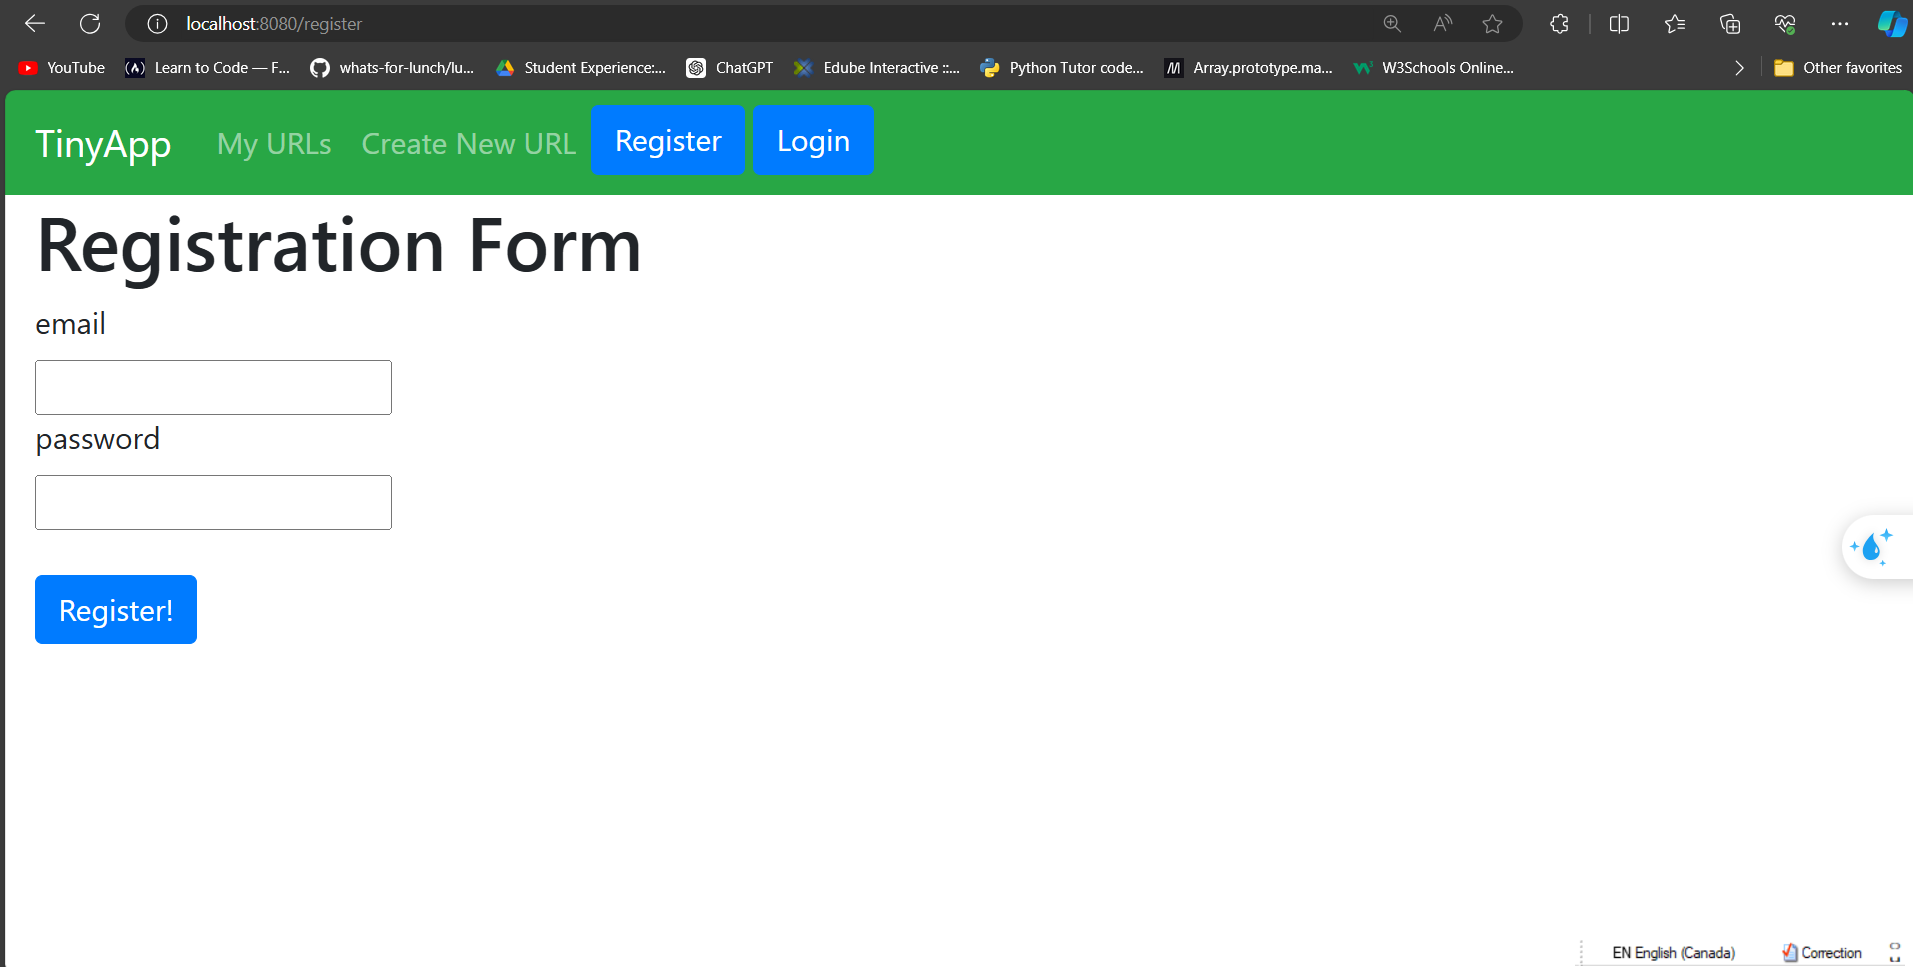 localhost:8080/register
YouTube Learn to Code — F... whats-for-lunch/lu... Student Experience:... ChatGPT Edube Interactive ::... Python Tutor code... Array.prototype.ma... W3Schools Online... Other favorites
TinyApp My URLs Create New URL Register Login
Registration Form
email
password
Register!
EN English (Canada) Correction